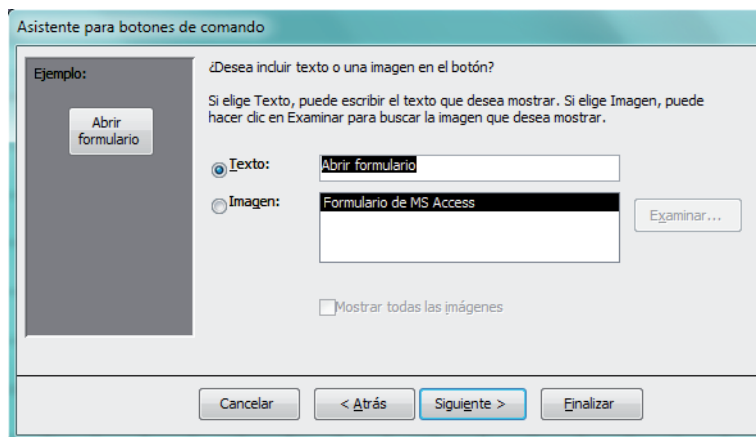 Asistente para botones de comando
Ejemplo:
Abrir
formulario
¿Desea incluir texto o una imagen en el botón?
Si elige Texto, puede escribir el texto que desea mostrar. Si elige Imagen, puede
hacer clic en Examinar para buscar la imagen que desea mostrar.
Texto:
Abrir formulario
Imagen:
Formulario de MS Access
Examinar...
Mostrar todas las imágenes
Cancelar
< Atrás
Siguiente >
Finalizar